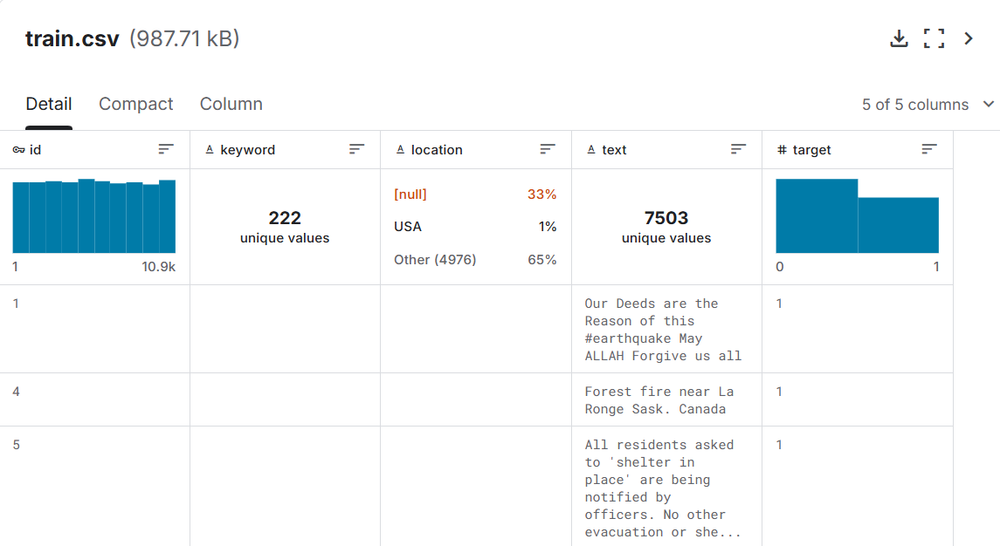 train.csv (987.71 kB)
Detail Compact Column 5 of 5 columns
id keyword location text # target
[null] 33%
222 7503
USA 1%
unique values unique values
Other (4976) 65%
1 10.9k 0 1
1 Our Deeds are the 1
Reason of this
#earthquake May
ALLAH Forgive us all
4 Forest fire near La 1
Ronge Sask. Canada
5 All residents asked 1
to 'shelter in
place' are being
notified by
officers. No other
evacuation or she...